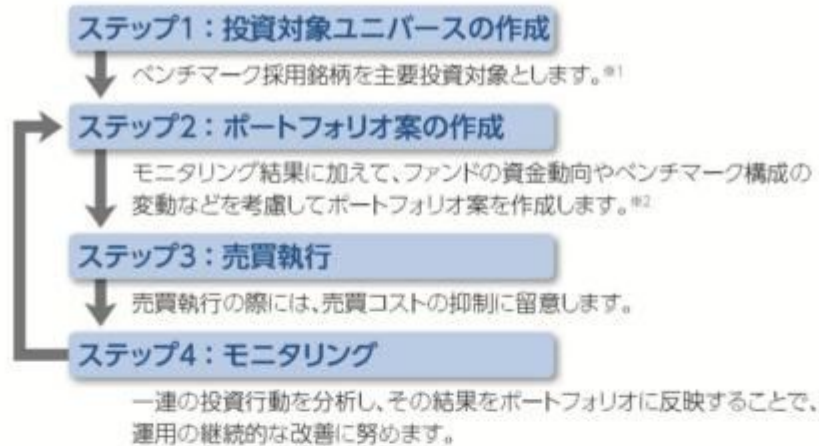 ステップ1：投資対象ユニバースの作成
ベンチマーク採用銘柄を主要投資対象とします。※1
ステップ2：ポートフォリオ案の作成
モニタリング結果に加えて、ファンドの資金動向やベンチマーク構成の
変動などを考慮してポートフォリオ案を作成します。※2
ステップ3：売買執行
売買執行の際には、売買コストの抑制に留意します。
ステップ4：モニタリング
一連の投資行動を分析し、その結果をポートフォリオに反映することで、
運用の継続的な改善に努めます。